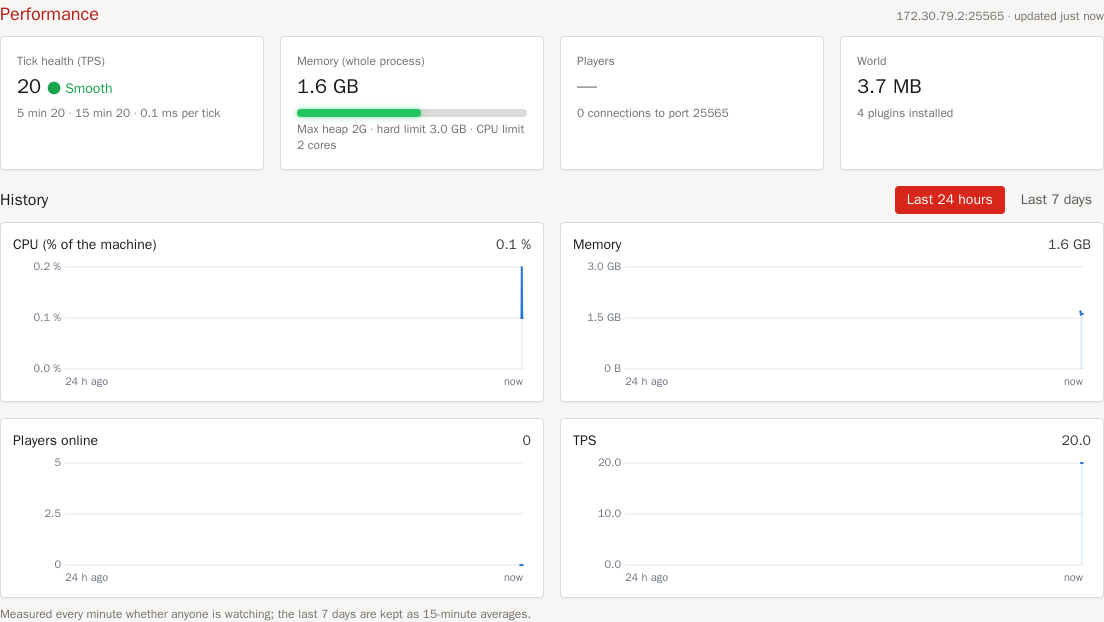 Performance
172.30.79.2:25565 · updated just now
Tick health (TPS)
20 Smooth
5 min 20 · 15 min 20 · 0.1 ms per tick
Memory (whole process)
1.6 GB
Max heap 2G · hard limit 3.0 GB · CPU limit
2 cores
Players
—
0 connections to port 25565
World
3.7 MB
4 plugins installed
History
Last 24 hours
Last 7 days
CPU (% of the machine)
0.1 %
0.2 %
0.1 %
0.0 %
24 h ago
now
Memory
1.6 GB
3.0 GB
1.5 GB
0 B
24 h ago
now
Players online
0
5
2.5
0
24 h ago
now
TPS
20.0
20.0
10.0
0.0
24 h ago
now
Measured every minute whether anyone is watching; the last 7 days are kept as 15-minute averages.